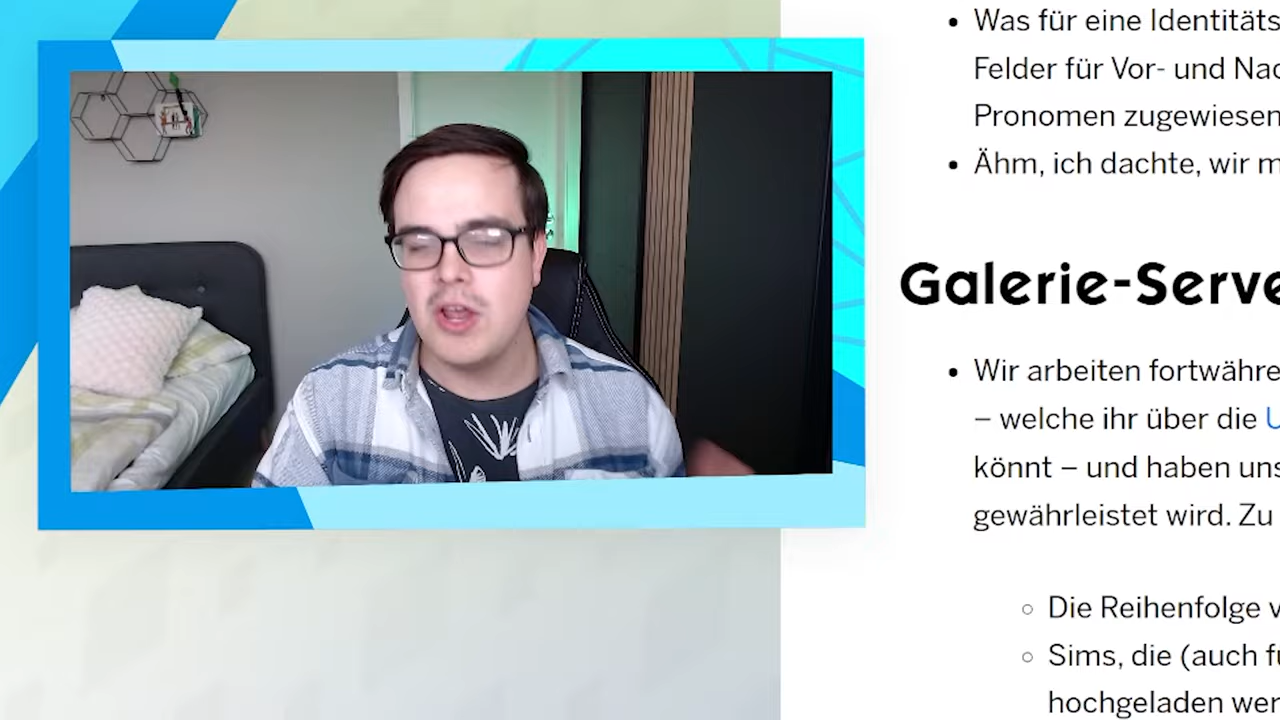 Was für eine Identitäts
Felder für Vor- und Nac
Pronomen zugewiesen
Ähm, ich dachte, wir m
Galerie-Serve
Wir arbeiten fortwähre
– welche ihr über die U
könnt – und haben uns
gewährleistet wird. Zu
Die Reihenfolge v
Sims, die (auch fu
hochgeladen wer